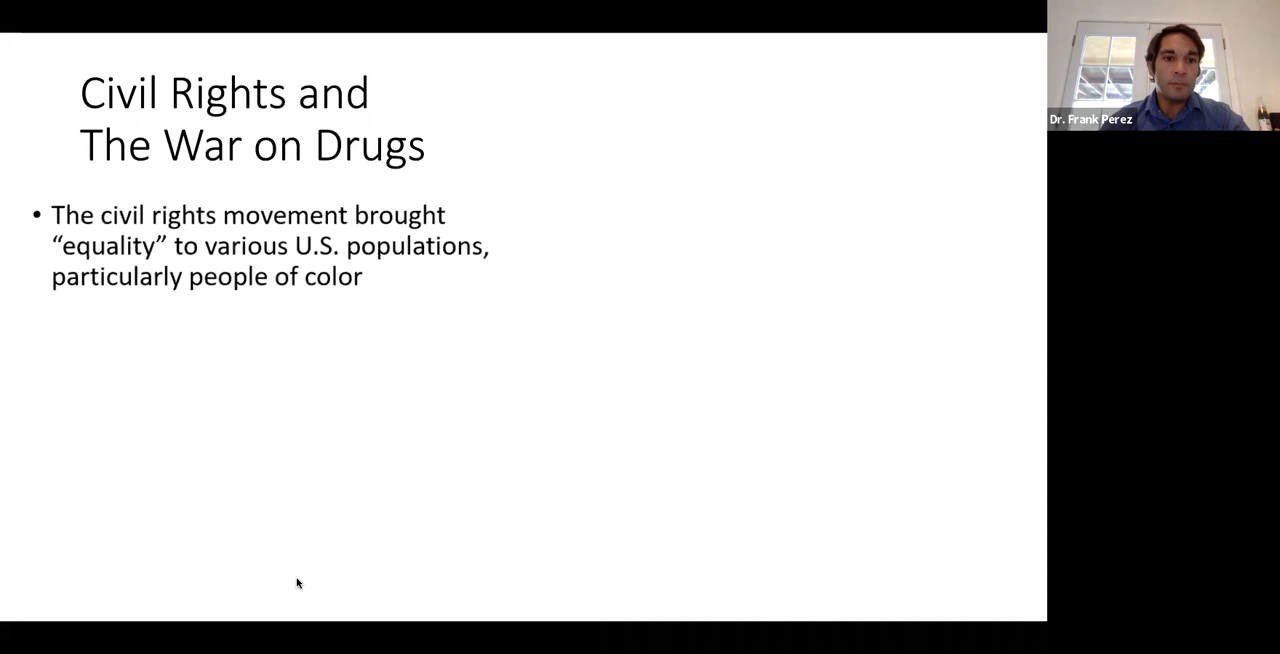 Civil Rights and
The War on Drugs
• The civil rights movement brought
“equality” to various U.S. populations,
particularly people of color
Dr. Frank Perez